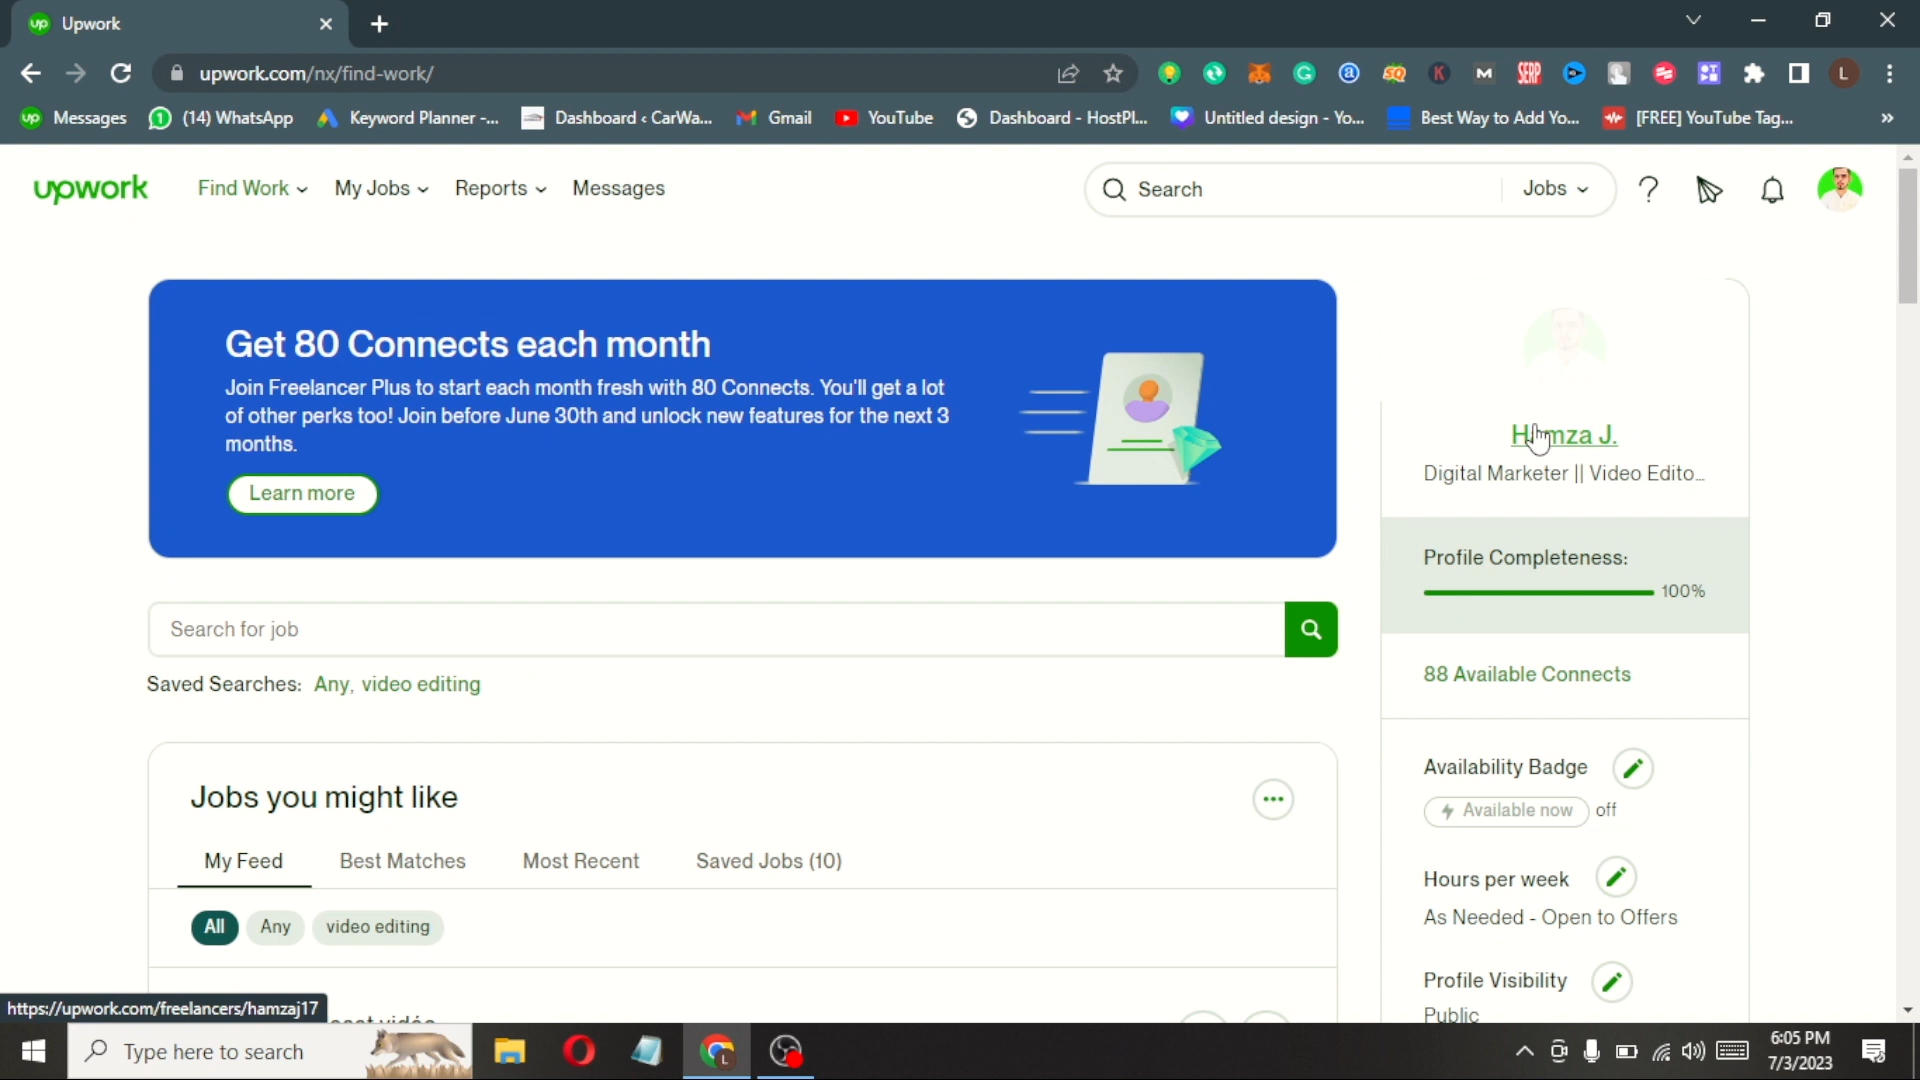 Upwork
upwork.com/nx/find-work/
Messages (14) WhatsApp Keyword Planner -... Dashboard ‹ CarWa... Gmail YouTube Dashboard - HostPl... Untitled design - Yo... Best Way to Add Yo... [FREE] YouTube Tag... »
upwork Find Work My Jobs Reports Messages Search Jobs
Get 80 Connects each month
Join Freelancer Plus to start each month fresh with 80 Connects. You'll get a lot
of other perks too! Join before June 30th and unlock new features for the next 3
months.
Learn more
Hamza J.
Digital Marketer || Video Edito...
Profile Completeness:
100%
88 Available Connects
Availability Badge
Available now off
Hours per week
As Needed - Open to Offers
Profile Visibility
Public
Search for job
Saved Searches: Any, video editing
Jobs you might like
My Feed Best Matches Most Recent Saved Jobs (10)
All Any video editing
https://upwork.com/freelancers/hamzaj17
Type here to search
6:05 PM
7/3/2023